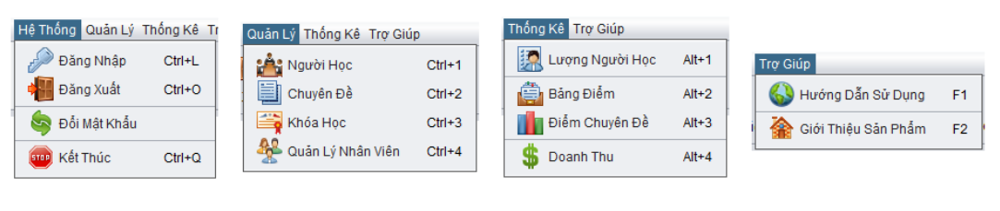 Hệ Thống Quản Lý Thống Kê Tr
Đăng Nhập Ctrl+L
Đăng Xuất Ctrl+O
Đổi Mật Khẩu
STOP Kết Thúc Ctrl+Q
Quản Lý Thống Kê Trợ Giúp
Người Học Ctrl+1
Chuyên Đề Ctrl+2
Khóa Học Ctrl+3
Quản Lý Nhân Viên Ctrl+4
Thống Kê Trợ Giúp
Lượng Người Học Alt+1
Bảng Điểm Alt+2
Điểm Chuyên Đề Alt+3
Doanh Thu Alt+4
Trợ Giúp
Hướng Dẫn Sử Dụng F1
Giới Thiệu Sản Phẩm F2